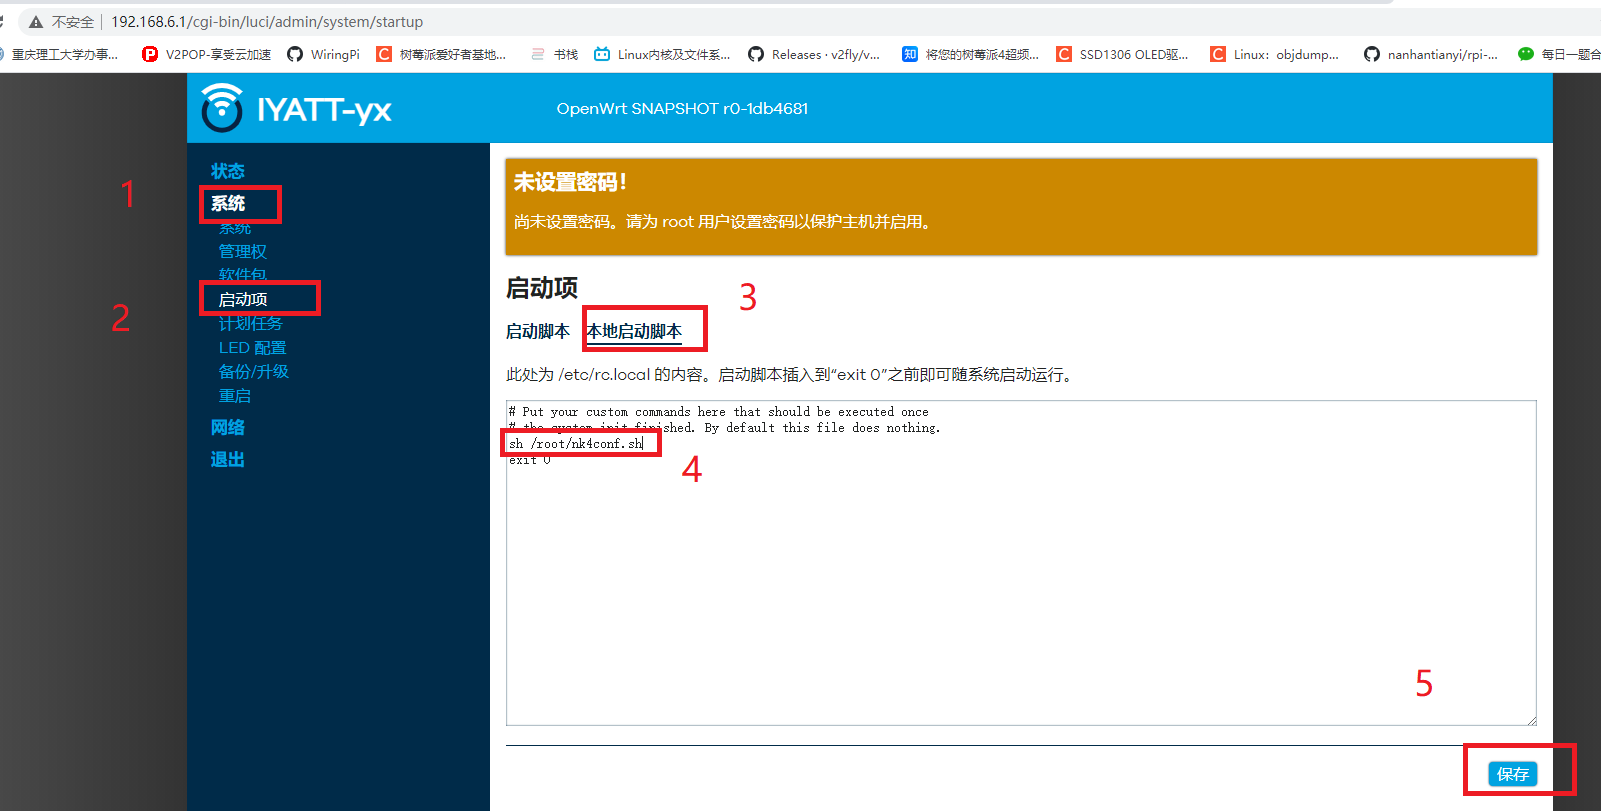 不安全 192.168.6.1/cgi-bin/luci/admin/system/startup
重庆理工大学办事... V2POP-享受云加速 WiringPi 树莓派爱好者基地... 书栈 Linux内核及文件系... Releases · v2fly/v... 将您的树莓派4超频... SSD1306 OLED驱... Linux：objdump... nanhantianyi/rpi-... 每日一题合
IYATT-yx
OpenWrt SNAPSHOT r0-1db4681
状态
1
系统
系统
管理权
软件包
2
启动项
计划任务
LED 配置
备份/升级
重启
网络
退出
未设置密码！
尚未设置密码。请为 root 用户设置密码以保护主机并启用。
启动项
3
启动脚本 本地启动脚本
此处为 /etc/rc.local 的内容。启动脚本插入到“exit 0”之前即可随系统启动运行。
# Put your custom commands here that should be executed once
# the system init finished. By default this file does nothing.
sh /root/nk4conf.sh
exit 0
4
5
保存